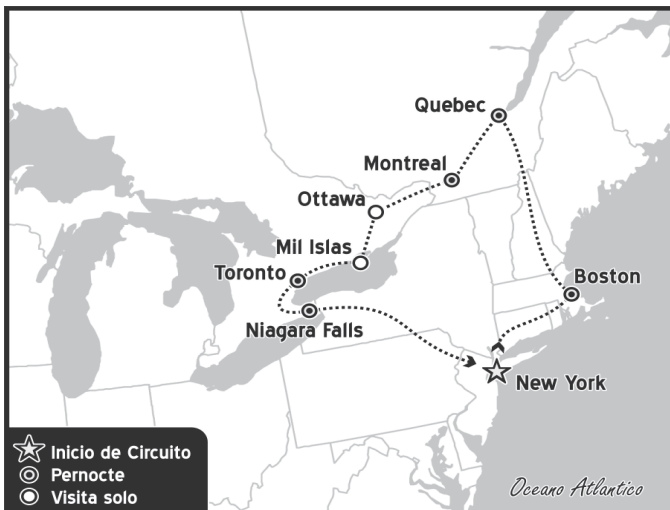 Quebec
Montreal
Ottawa
Mil Islas
Toronto
Boston
Niagara Falls
New York
Inicio de Circuito
Pernocte
Visita solo
Oceano Atlantico